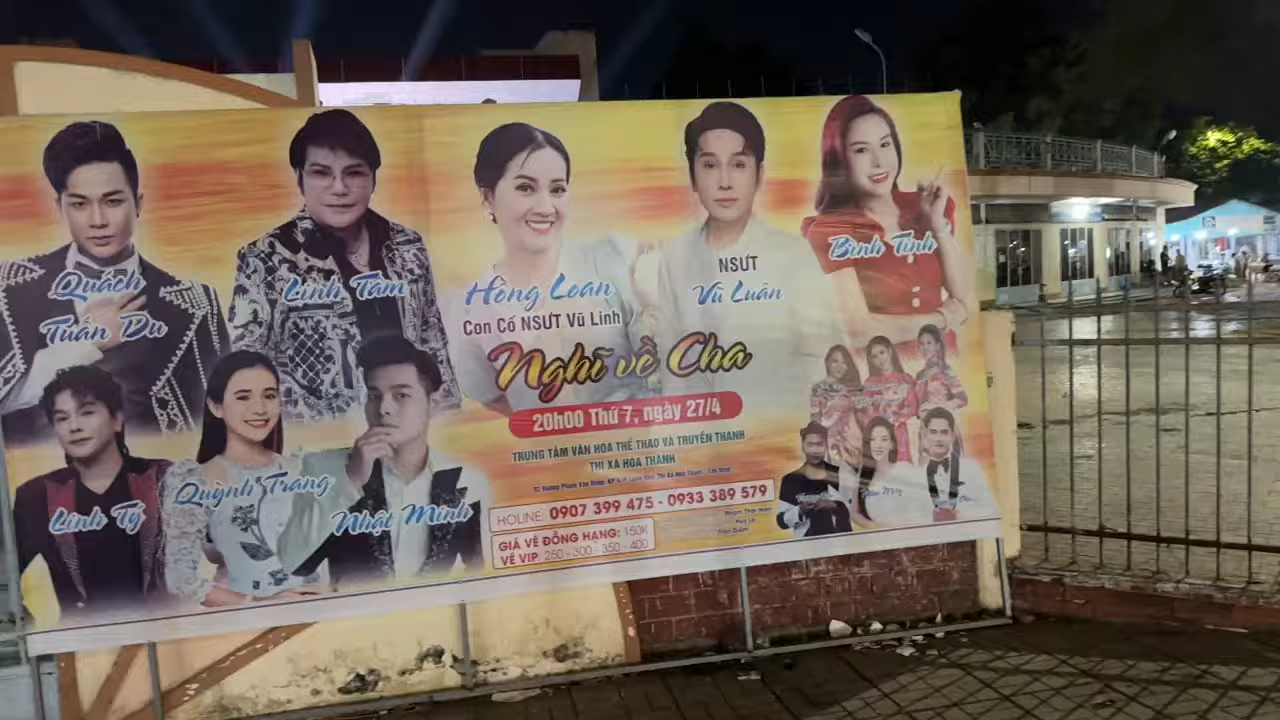 Quách
Tuấn Du
Linh Tâm
Hồng Loan
Con Cố NSƯT Vũ Linh
NSƯT
Vũ Luân
Bình Tinh
Linh Tý
Quỳnh Trang
Nhật Minh
Nghĩ về Cha
20h00 Thứ 7, ngày 27/4
TRUNG TÂM VĂN HÓA THỂ THAO VÀ TRUYỀN THANH
THỊ XÃ HÒA THÀNH
HOLINE: 0907 399 475 - 0933 389 579
GIÁ VÉ ĐỒNG HẠNG: 150K
VÉ VIP: 250 - 300 - 350 - 400